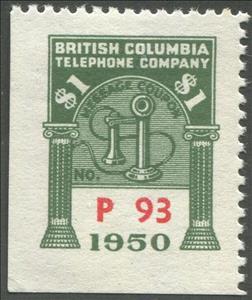 BRITISH COLUMBIA
TELEPHONE COMPANY
$1 $1
MESSAGE COUPON
NO.
P 93
1950